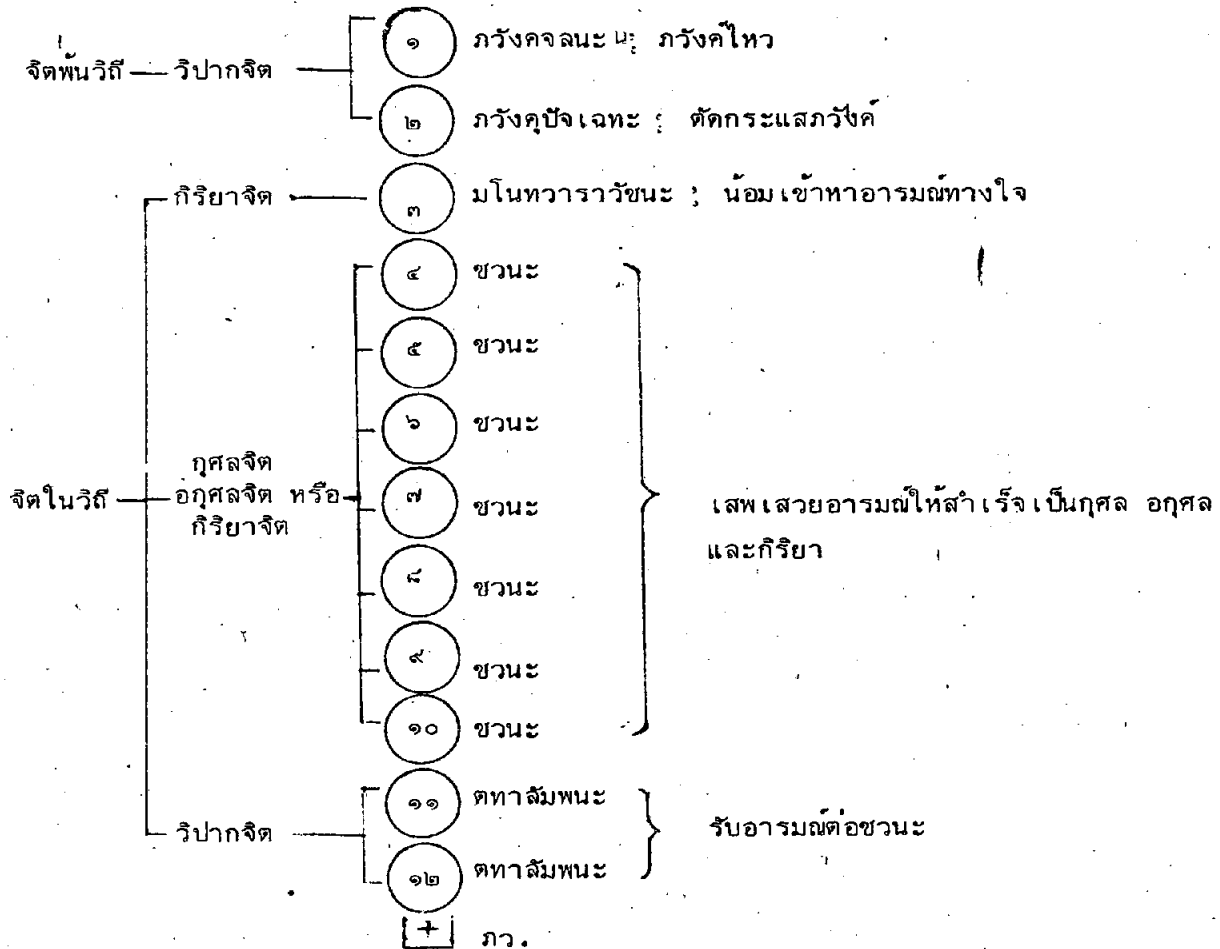 ๑ ภวังคจลนะ ; ภวังค์ไหว
จิตพ้นวิถี — วิปากจิต
๒ ภวังคุปัจเฉทะ ; ตัดกระแสภวังค์
กิริยาจิต ๓ มโนทวาราวัชนะ ; น้อมเข้าหาอารมณ์ทางใจ
๔ ชวนะ
๕ ชวนะ
๖ ชวนะ
กุศลจิต
จิตในวิถี — อกุศลจิต หรือ ๗ ชวนะ เสพเสวยอารมณ์ให้สำเร็จเป็นกุศล อกุศล
กิริยาจิต และกิริยา
๘ ชวนะ
๙ ชวนะ
๑๐ ชวนะ
๑๑ ตทาลัมพนะ
วิปากจิต รับอารมณ์ต่อชวนะ
๑๒ ตทาลัมพนะ
+ ภว.